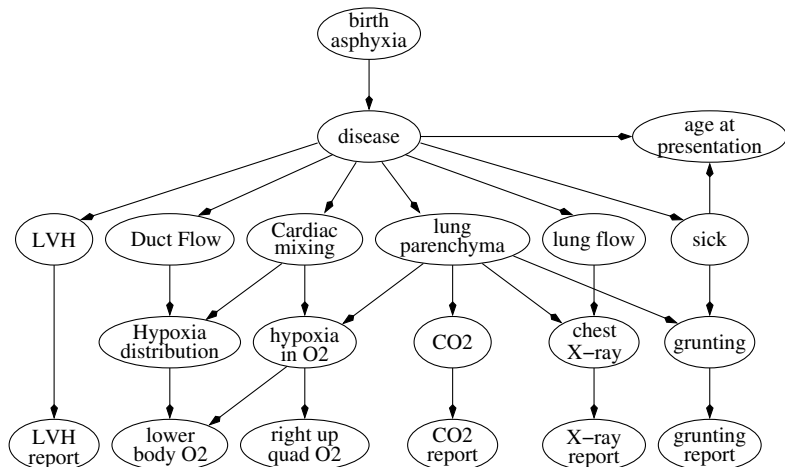 birth
asphyxia
disease
age at
presentation
LVH
Duct Flow
Cardiac
mixing
lung
parenchyma
lung flow
sick
Hypoxia
distribution
hypoxia
in O2
CO2
chest
X−ray
grunting
LVH
report
lower
body O2
right up
quad O2
CO2
report
X−ray
report
grunting
report